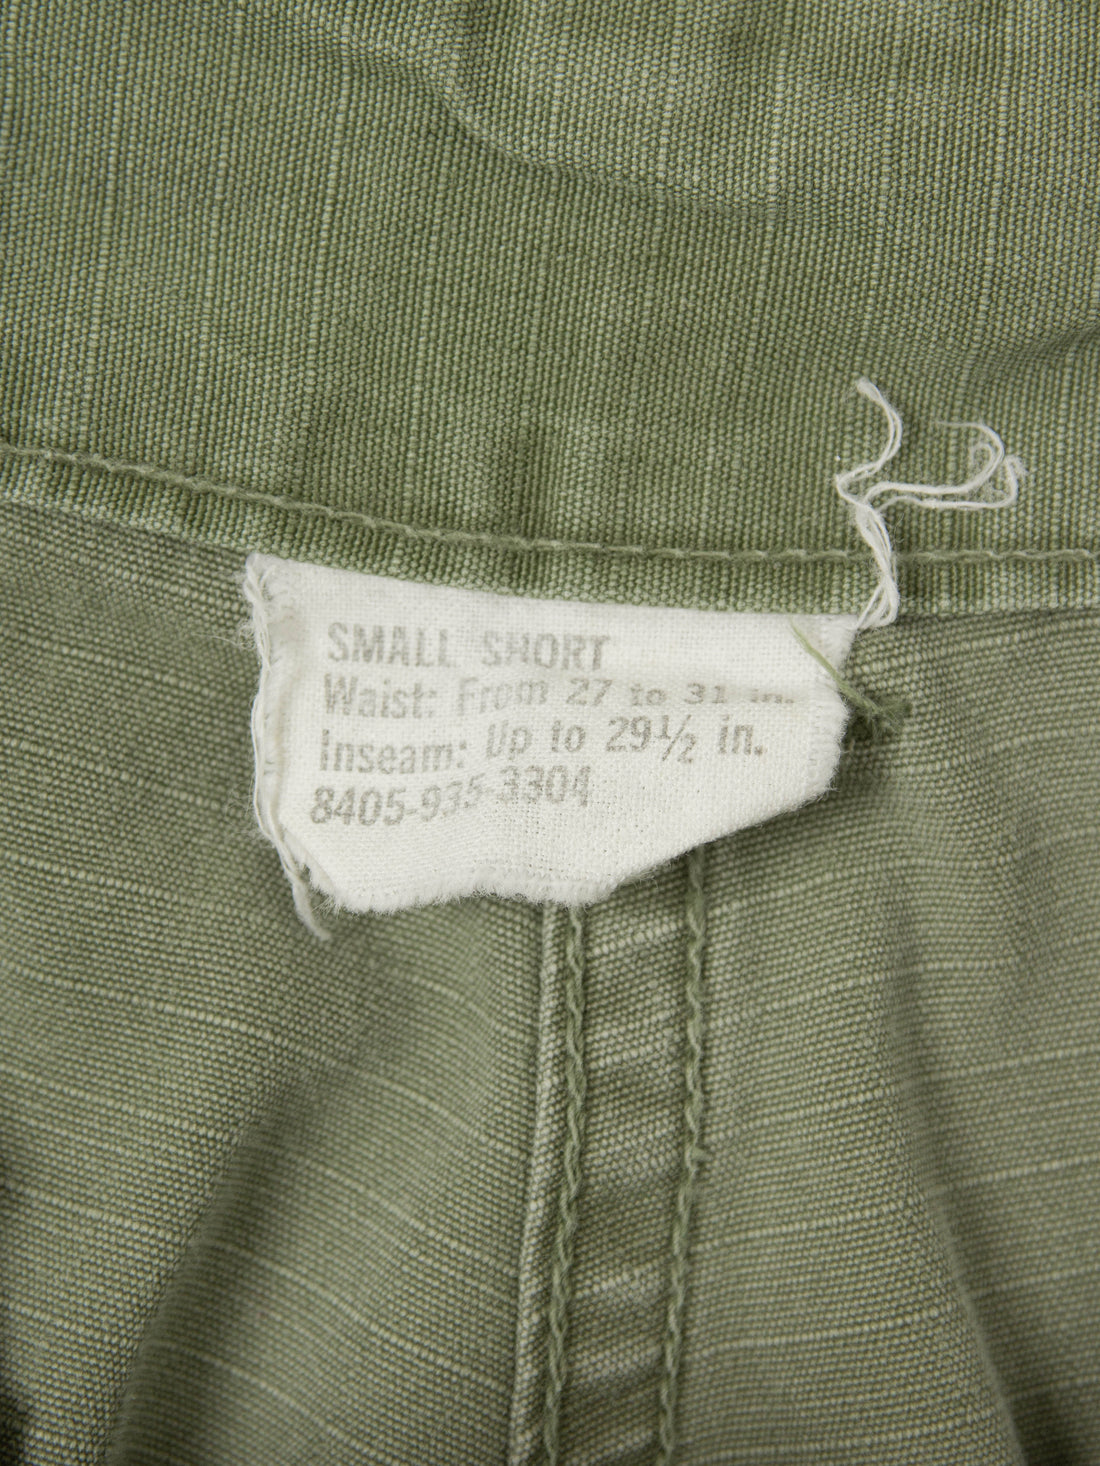 SMALL SHORT
Waist: From 27 to 31 in.
Inseam: Up to 29½ in.
8405-935-3304